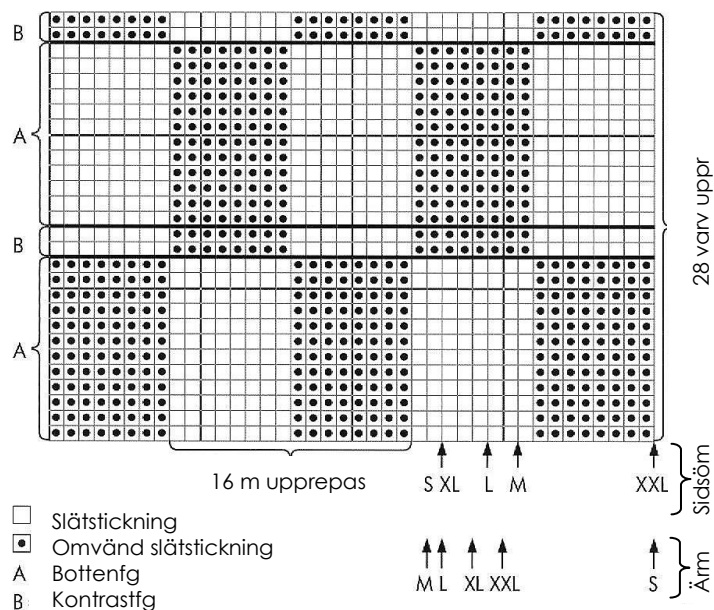 B
A
B
A
28 varv uppr
16 m upprepas
S XL L M XXL
Sidsöm
Slätstickning
Omvänd slätstickning
A Bottenfg
B Kontrastfg
M L XL XXL S
Ärm